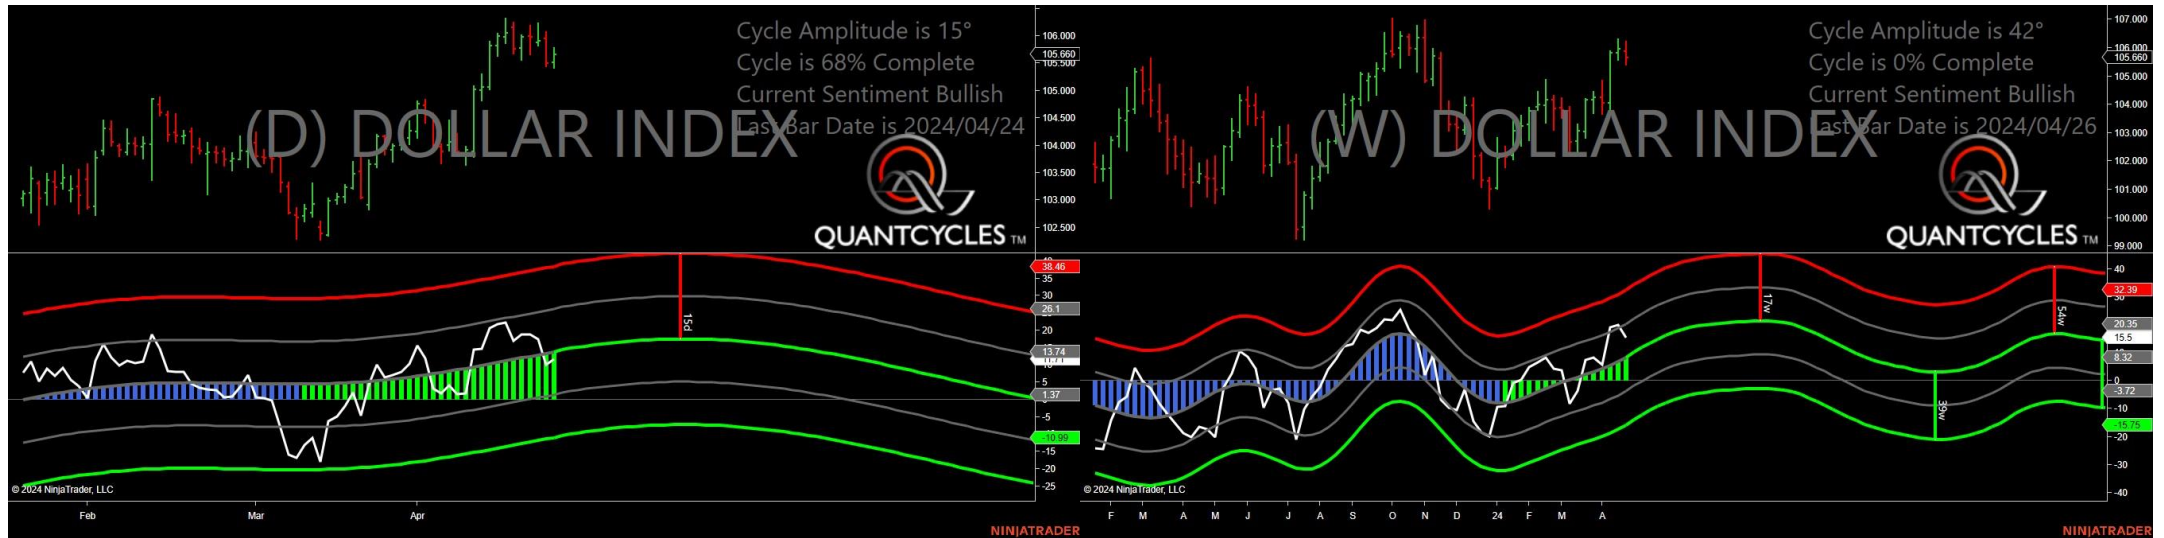 Cycle Amplitude is 15°
Cycle is 68% Complete
Current Sentiment Bullish
Last Bar Date is 2024/04/24
(D) DOLLAR INDEX
QUANTCYCLES TM
106.000
105.660
105.500
105.000
104.500
104.000
103.500
103.000
102.500
38.46
35
30
26.1
20
13.74
5
1.37
-5
-10.99
-15
-20
-25
15d
© 2024 NinjaTrader, LLC
Feb Mar Apr
NINJATRADER
Cycle Amplitude is 42°
Cycle is 0% Complete
Current Sentiment Bullish
Last Bar Date is 2024/04/26
(W) DOLLAR INDEX
QUANTCYCLES TM
107.000
106.000
105.660
105.000
104.000
103.000
102.000
101.000
100.000
99.000
40
32.39
30
20.35
15.5
8.32
0
-3.72
-10
-15.75
-20
-30
-40
17w
39w
54w
© 2024 NinjaTrader, LLC
F M A M J J A S O N D 24 F M A
NINJATRADER